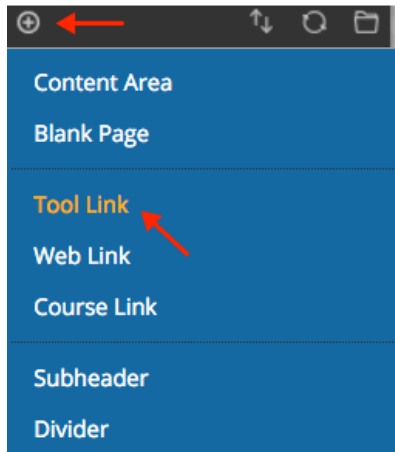 Content Area
Blank Page
Tool Link
Web Link
Course Link
Subheader
Divider